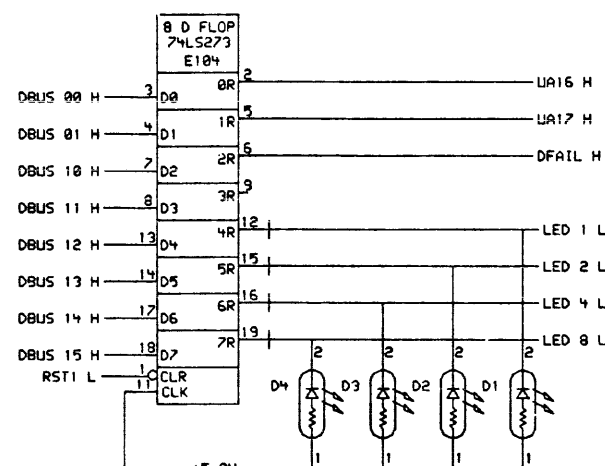 8 D FLOP
74LS273
E104
DBUS 00 H 3 D0 0R 2 UA16 H
DBUS 01 H 4 D1 1R 5 UA17 H
DBUS 10 H 7 D2 2R 6 DFAIL H
DBUS 11 H 8 D3 3R 9
DBUS 12 H 13 D4 4R 12 LED 1 L
DBUS 13 H 14 D5 5R 15 LED 2 L
DBUS 14 H 17 D6 6R 16 LED 4 L
DBUS 15 H 18 D7 7R 19 LED 8 L
RST1 L 1 CLR
11 CLK
2 2 2 2
D4 D3 D2 D1
1 1 1 1